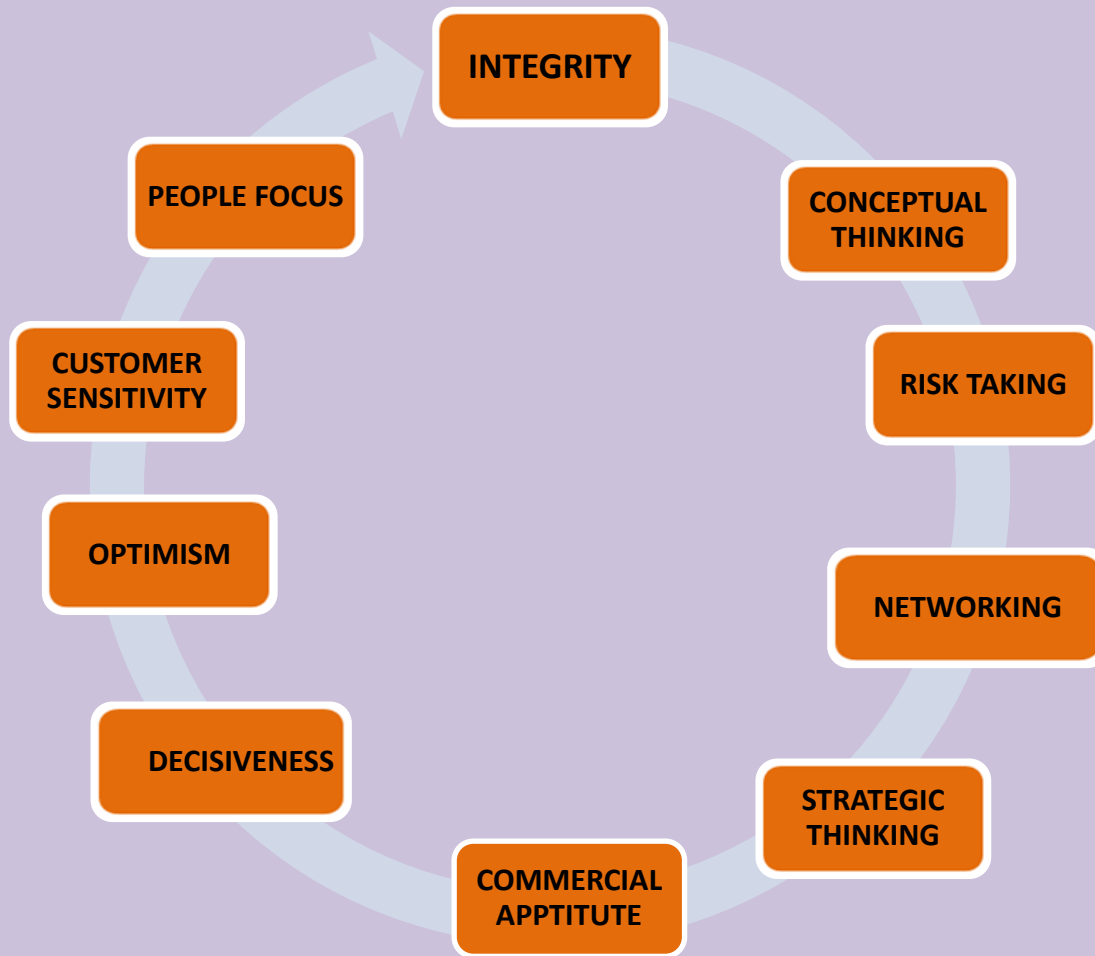 INTEGRITY
CONCEPTUAL
THINKING
RISK TAKING
NETWORKING
STRATEGIC
THINKING
COMMERCIAL
APPTITUTE
DECISIVENESS
OPTIMISM
CUSTOMER
SENSITIVITY
PEOPLE FOCUS